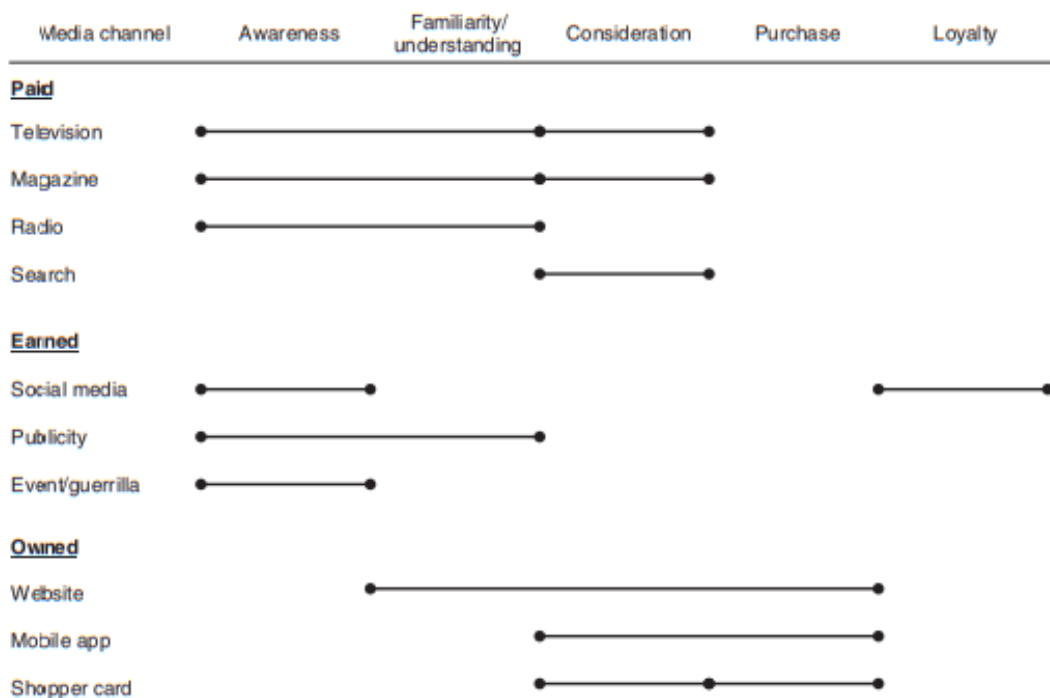 Media channel Awareness Familiarity/ understanding Consideration Purchase Loyalty
Paid
Television
Magazine
Radio
Search
Earned
Social media
Publicity
Event/guerrilla
Owned
Website
Mobile app
Shopper card